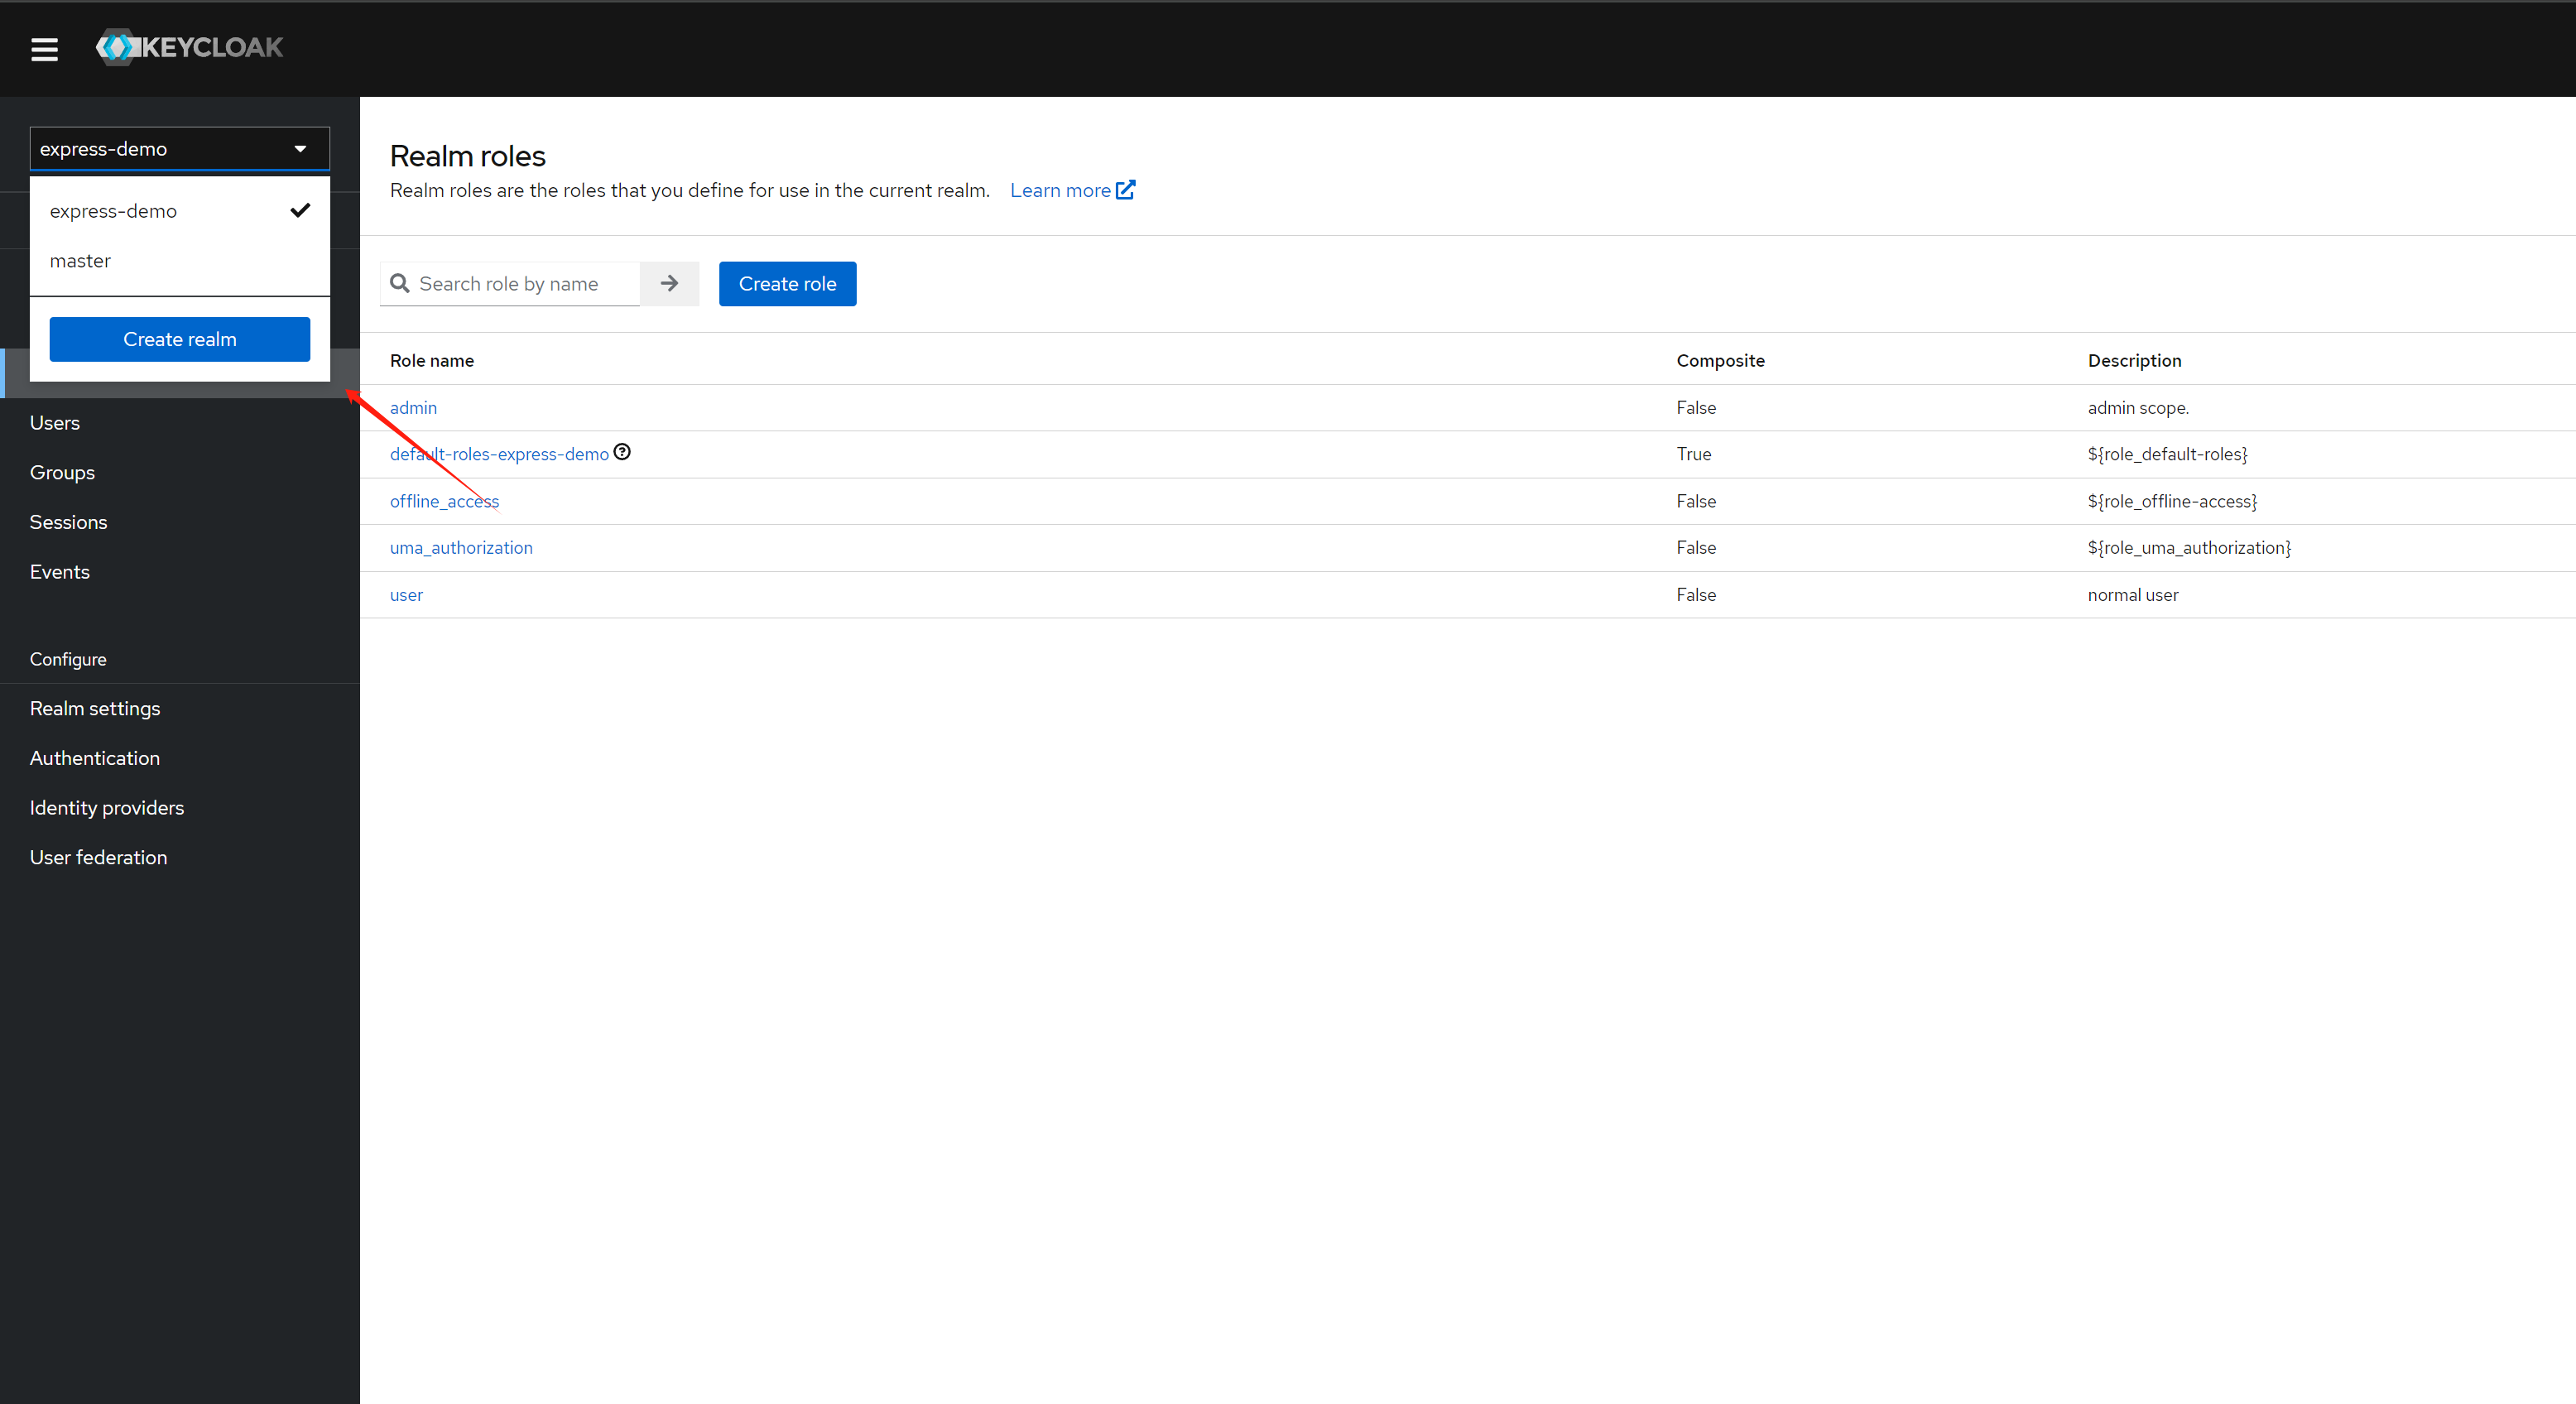 KEYCLOAK
express-demo
express-demo
master
Create realm
Users
Groups
Sessions
Events
Configure
Realm settings
Authentication
Identity providers
User federation
Realm roles
Realm roles are the roles that you define for use in the current realm. Learn more
Search role by name
Create role
Role name Composite Description
admin False admin scope.
default-roles-express-demo True ${role_default-roles}
offline_access False ${role_offline-access}
uma_authorization False ${role_uma_authorization}
user False normal user